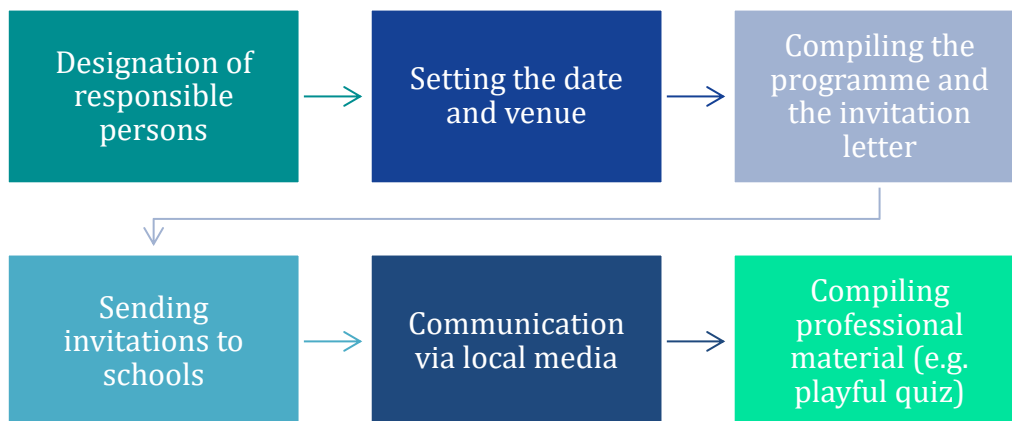 Designation of
responsible
persons
Setting the date
and venue
Compiling the
programme and
the invitation
letter
Sending
invitations to
schools
Communication
via local media
Compiling
professional
material (e.g.
playful quiz)